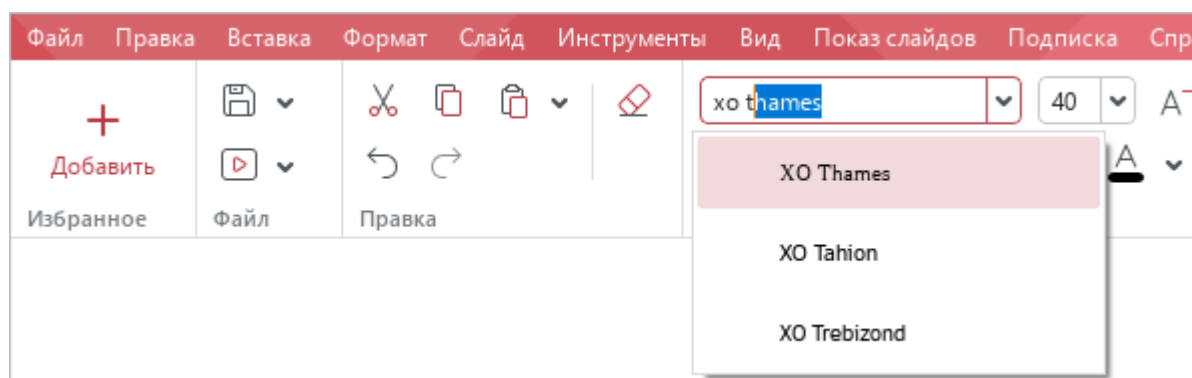 Файл Правка Вставка Формат Слайд Инструменты Вид Показ слайдов Подписка Спр
xo thames 40 A
Добавить A
XO Thames
Избранное Файл Правка
XO Tahion
XO Trebizond